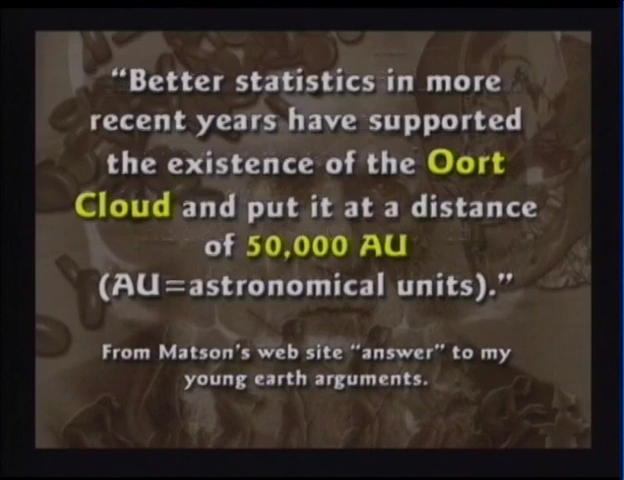 “Better statistics in more
recent years have supported
the existence of the Oort
Cloud and put it at a distance
of 50,000 AU
(AU=astronomical units).”
From Matson's web site “answer” to my
young earth arguments.